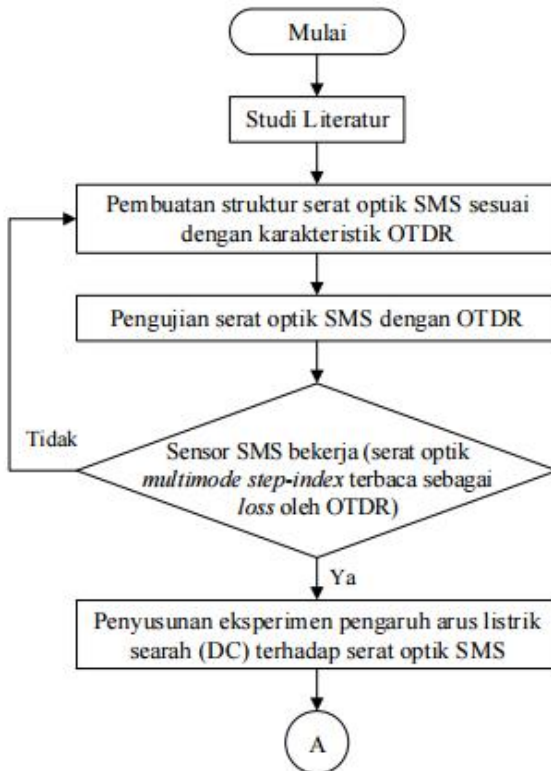 Mulai
Studi Literatur
Pembuatan struktur serat optik SMS sesuai
dengan karakteristik OTDR
Pengujian serat optik SMS dengan OTDR
Tidak
Sensor SMS bekerja (serat optik
multimode step-index terbaca sebagai
loss oleh OTDR)
Ya
Penyusunan eksperimen pengaruh arus listrik
searah (DC) terhadap serat optik SMS
A